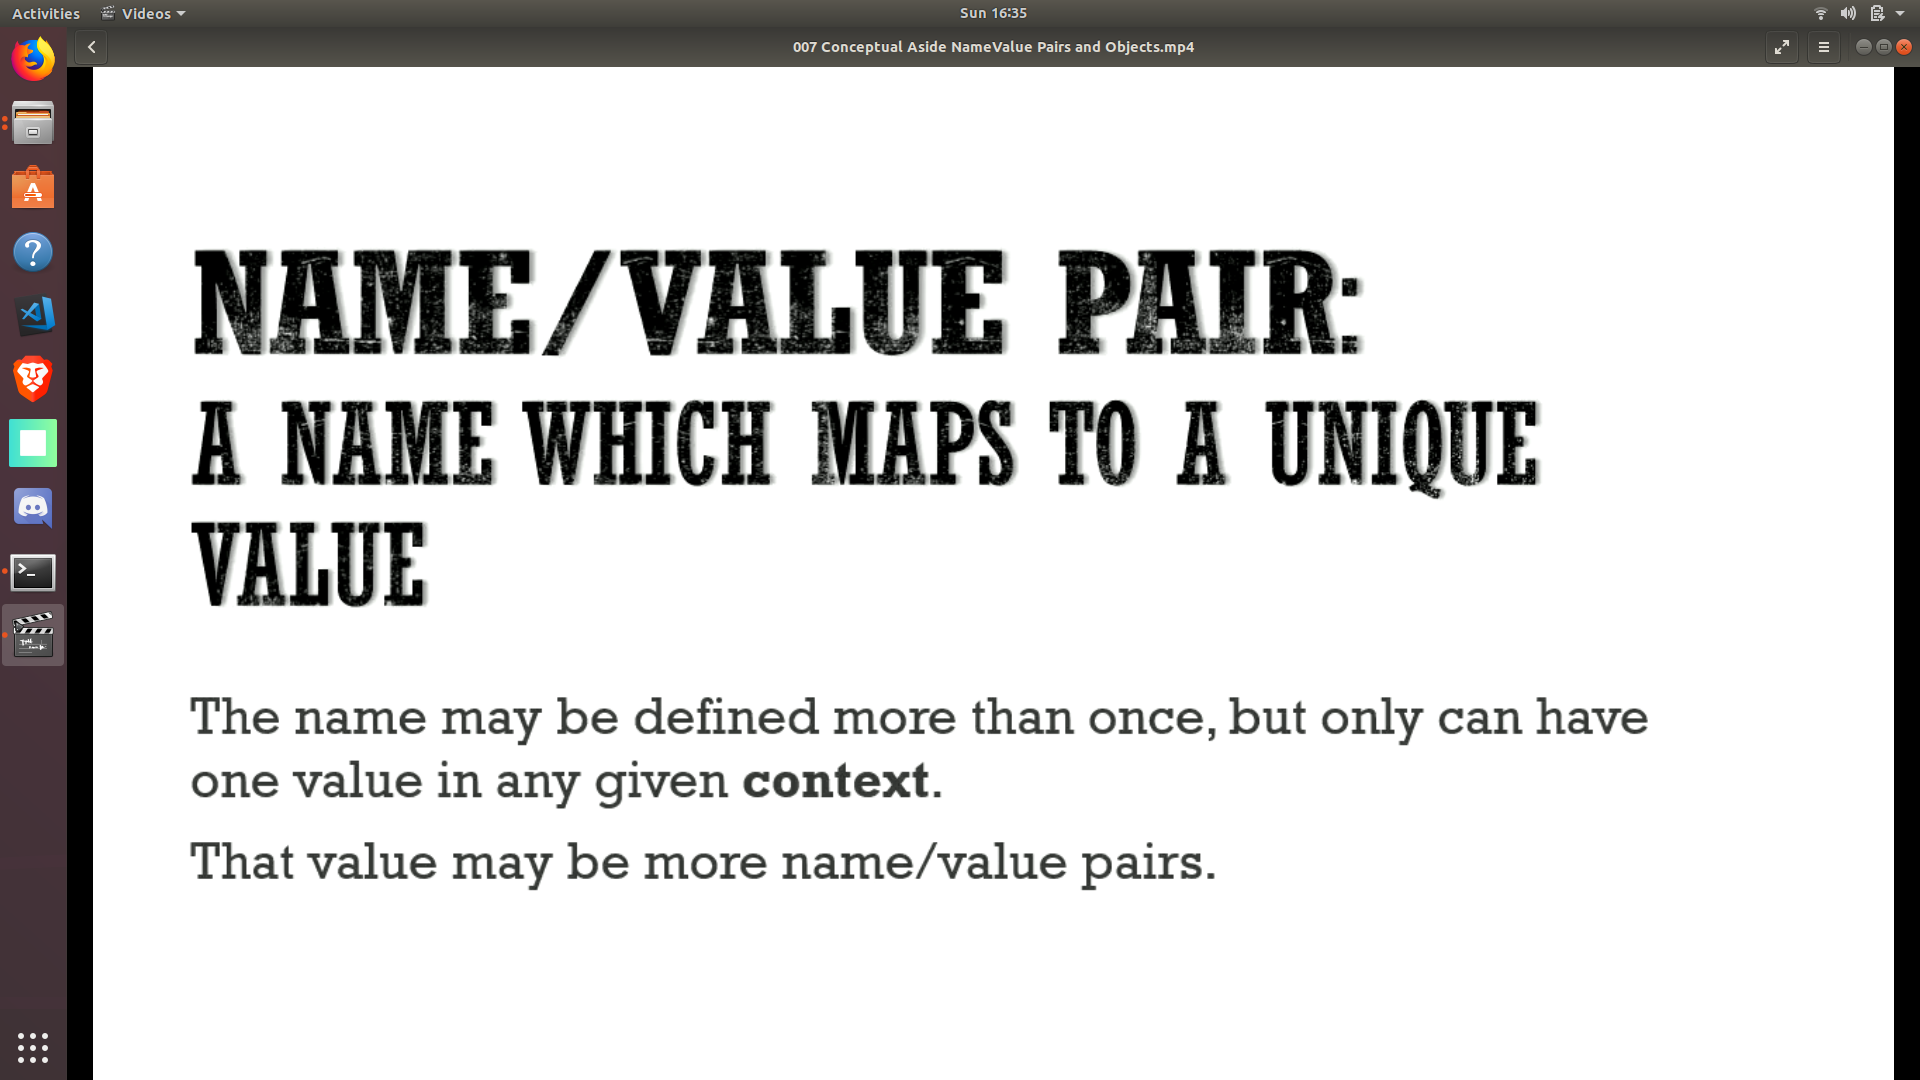 Activities
Videos
Sun 16:35
007 Conceptual Aside NameValue Pairs and Objects.mp4
NAME/VALUE PAIR:
A NAME WHICH MAPS TO A UNIQUE
VALUE
The name may be defined more than once, but only can have
one value in any given context.
That value may be more name/value pairs.